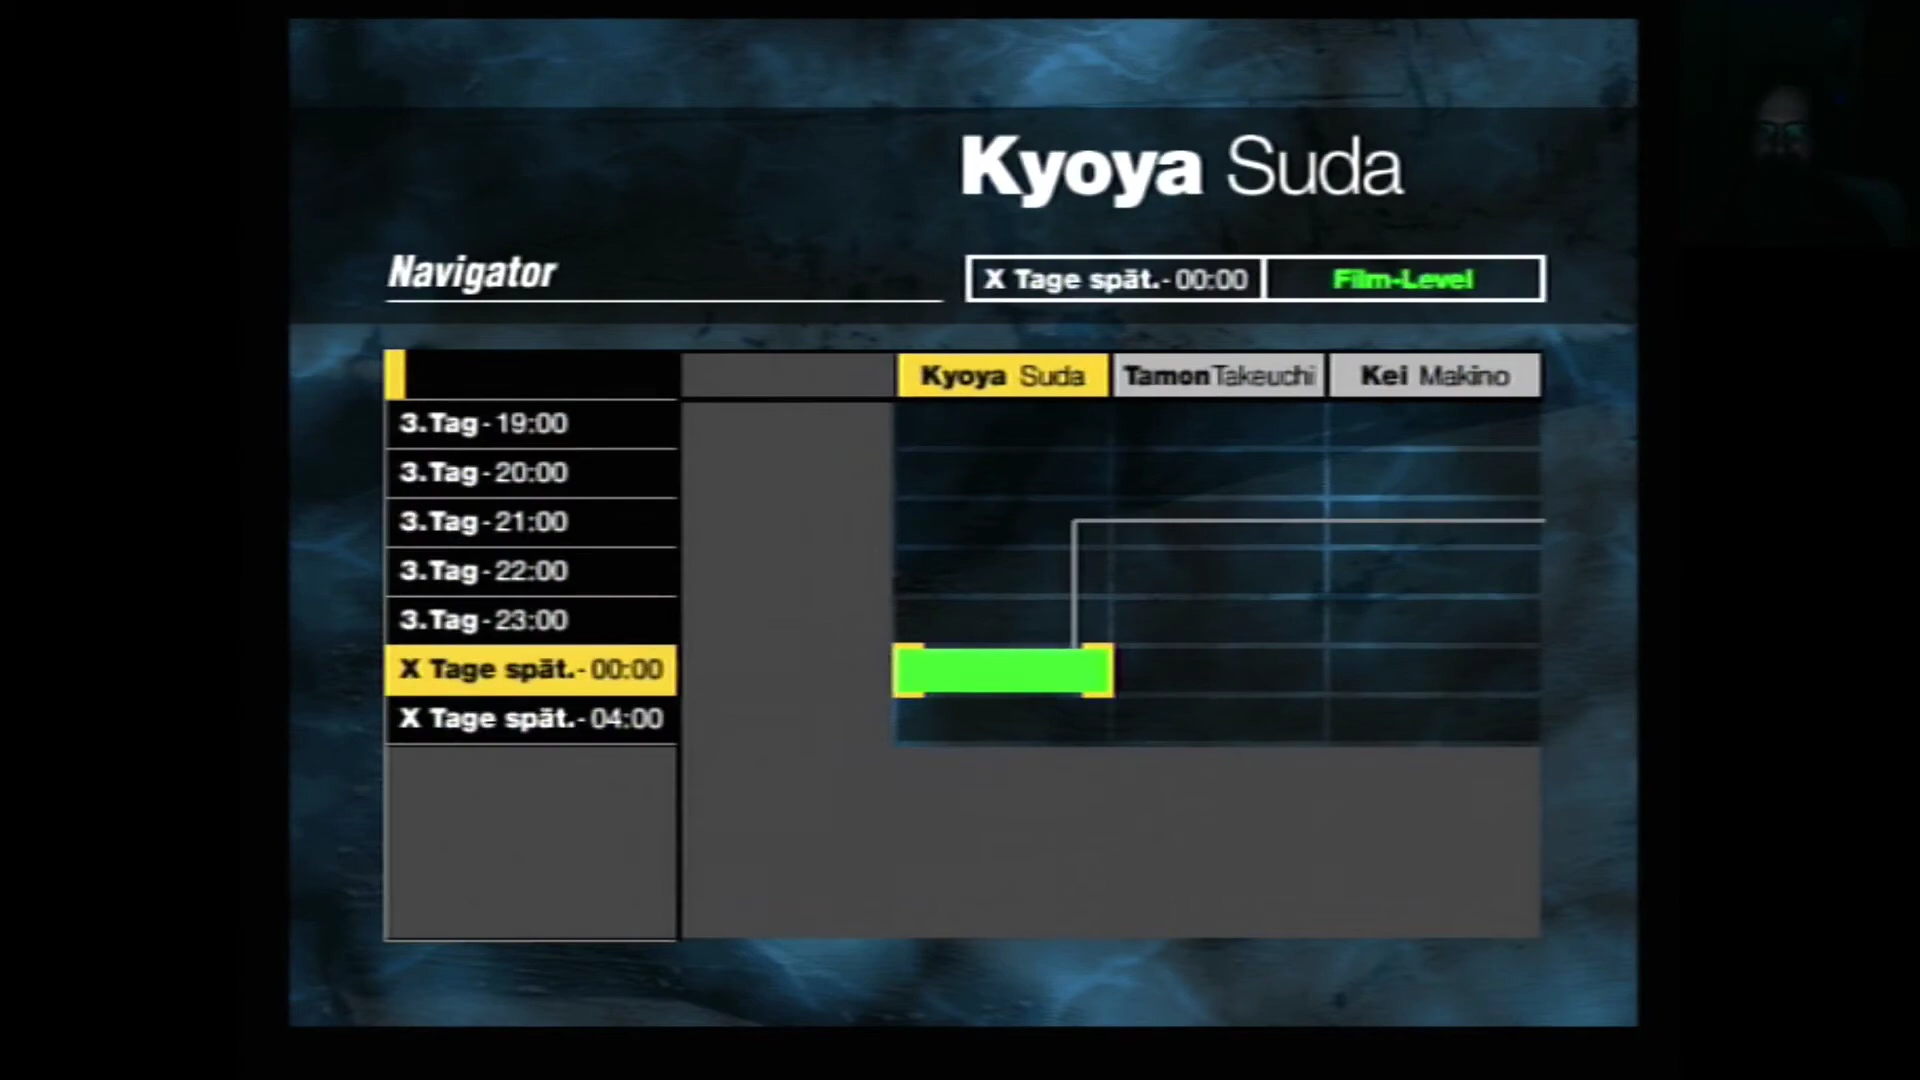 Kyoya Suda
Navigator
X Tage spät.-00:00
Film-Level
Kyoya Suda
Tamon Takeuchi
Kei Makino
3.Tag-19:00
3.Tag-20:00
3.Tag-21:00
3.Tag-22:00
3.Tag-23:00
X Tage spät.-00:00
X Tage spät.-04:00